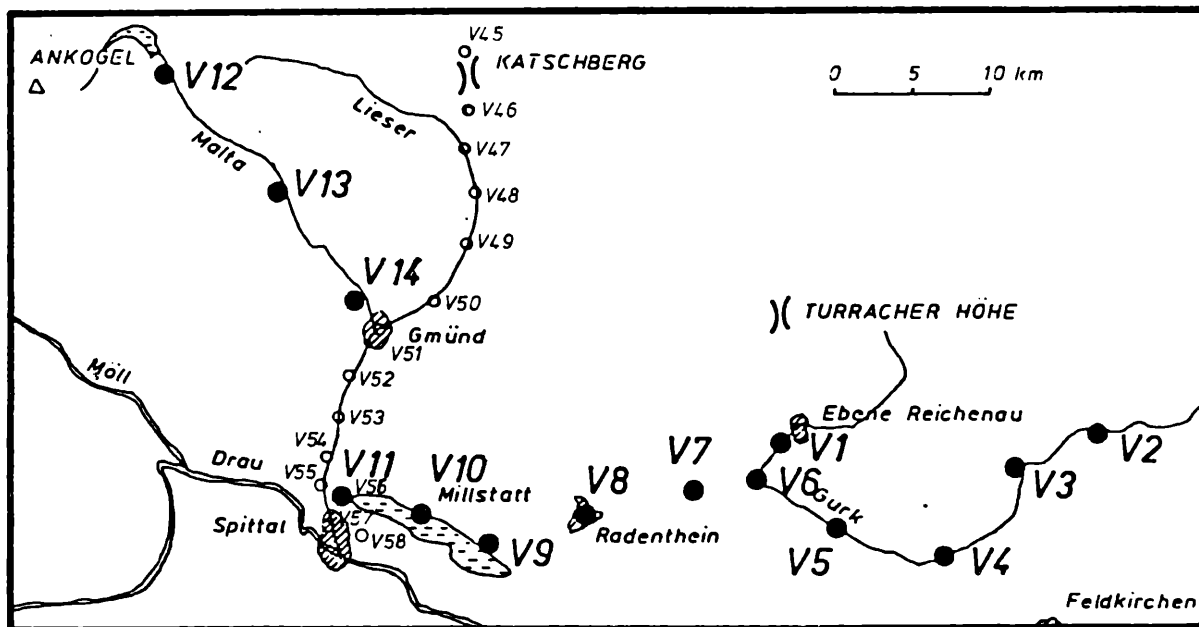 V45
ANKOGEL
V12
KATSCHBERG
0 5 10 km
V46
Lieser
Malta
V47
V13
V48
V49
V14
V50
TURRACHER HÖHE
Gmünd
V51
Möll
V52
V53
Ebene Reichenau
V1
V2
V54
Drau
V55
V11
V56
V10
Millstatt
V7
V8
V6
V3
Gurk
Spittal
V57
V58
V9
Radenthein
V5
V4
Feldkirchen